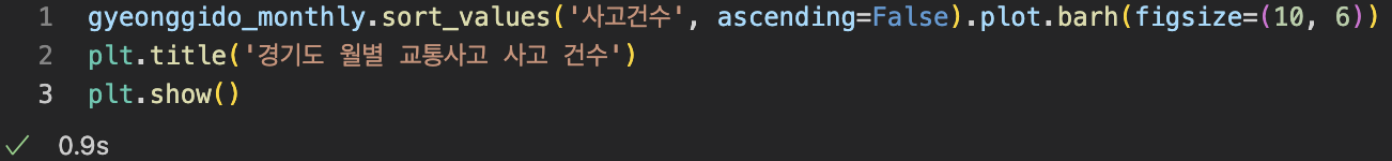 1 gyeonggido_monthly.sort_values('사고건수', ascending=False).plot.barh(figsize=(10, 6))
2 plt.title('경기도 월별 교통사고 사고 건수')
3 plt.show()
✓ 0.9s